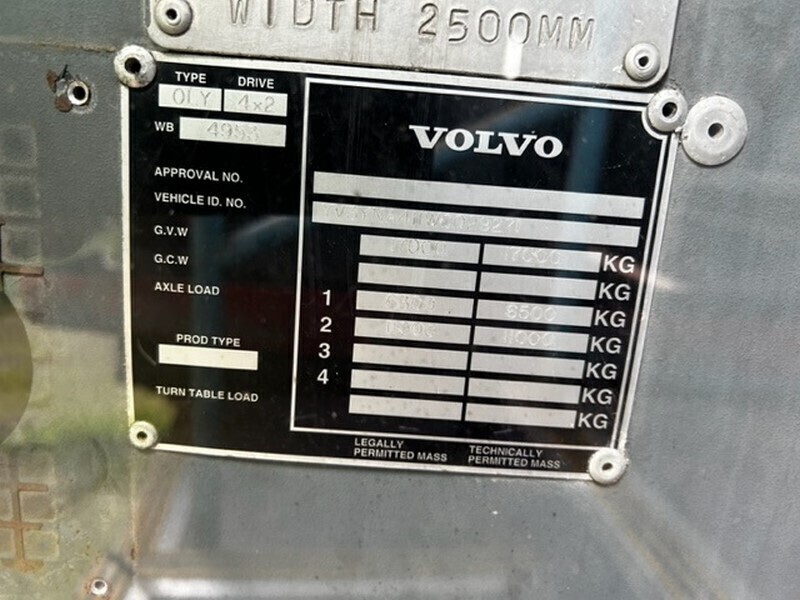 WIDTH 2500MM
TYPE DRIVE
OLY 4x2
WB 4953
VOLVO
APPROVAL NO.
VEHICLE ID. NO.
G.V.W KG
G.C.W KG
AXLE LOAD 1 6500 KG
2 KG
3 KG
4 KG
PROD TYPE
TURN TABLE LOAD KG
LEGALLY PERMITTED MASS
TECHNICALLY PERMITTED MASS